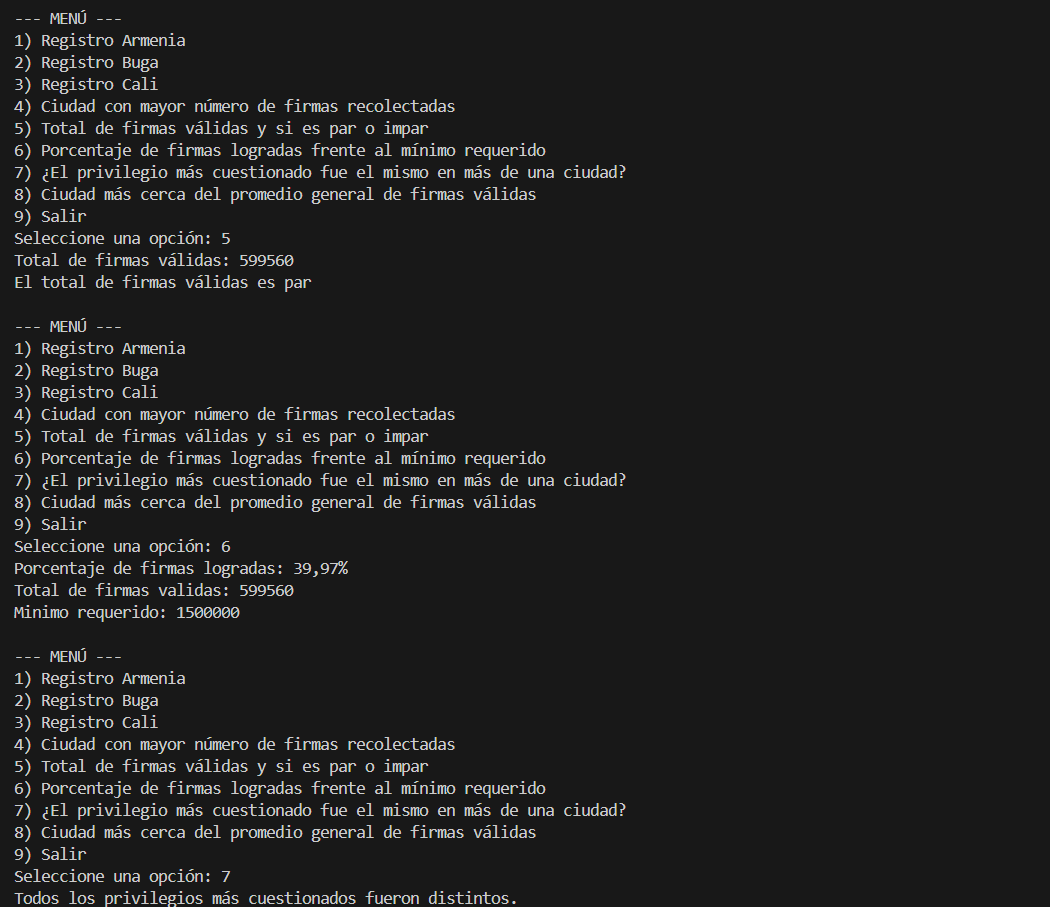 --- MENÚ ---
1) Registro Armenia
2) Registro Buga
3) Registro Cali
4) Ciudad con mayor número de firmas recolectadas
5) Total de firmas válidas y si es par o impar
6) Porcentaje de firmas logradas frente al mínimo requerido
7) ¿El privilegio más cuestionado fue el mismo en más de una ciudad?
8) Ciudad más cerca del promedio general de firmas válidas
9) Salir
Seleccione una opción: 5
Total de firmas válidas: 599560
El total de firmas válidas es par

--- MENÚ ---
1) Registro Armenia
2) Registro Buga
3) Registro Cali
4) Ciudad con mayor número de firmas recolectadas
5) Total de firmas válidas y si es par o impar
6) Porcentaje de firmas logradas frente al mínimo requerido
7) ¿El privilegio más cuestionado fue el mismo en más de una ciudad?
8) Ciudad más cerca del promedio general de firmas válidas
9) Salir
Seleccione una opción: 6
Porcentaje de firmas logradas: 39,97%
Total de firmas validas: 599560
Minimo requerido: 1500000

--- MENÚ ---
1) Registro Armenia
2) Registro Buga
3) Registro Cali
4) Ciudad con mayor número de firmas recolectadas
5) Total de firmas válidas y si es par o impar
6) Porcentaje de firmas logradas frente al mínimo requerido
7) ¿El privilegio más cuestionado fue el mismo en más de una ciudad?
8) Ciudad más cerca del promedio general de firmas válidas
9) Salir
Seleccione una opción: 7
Todos los privilegios más cuestionados fueron distintos.